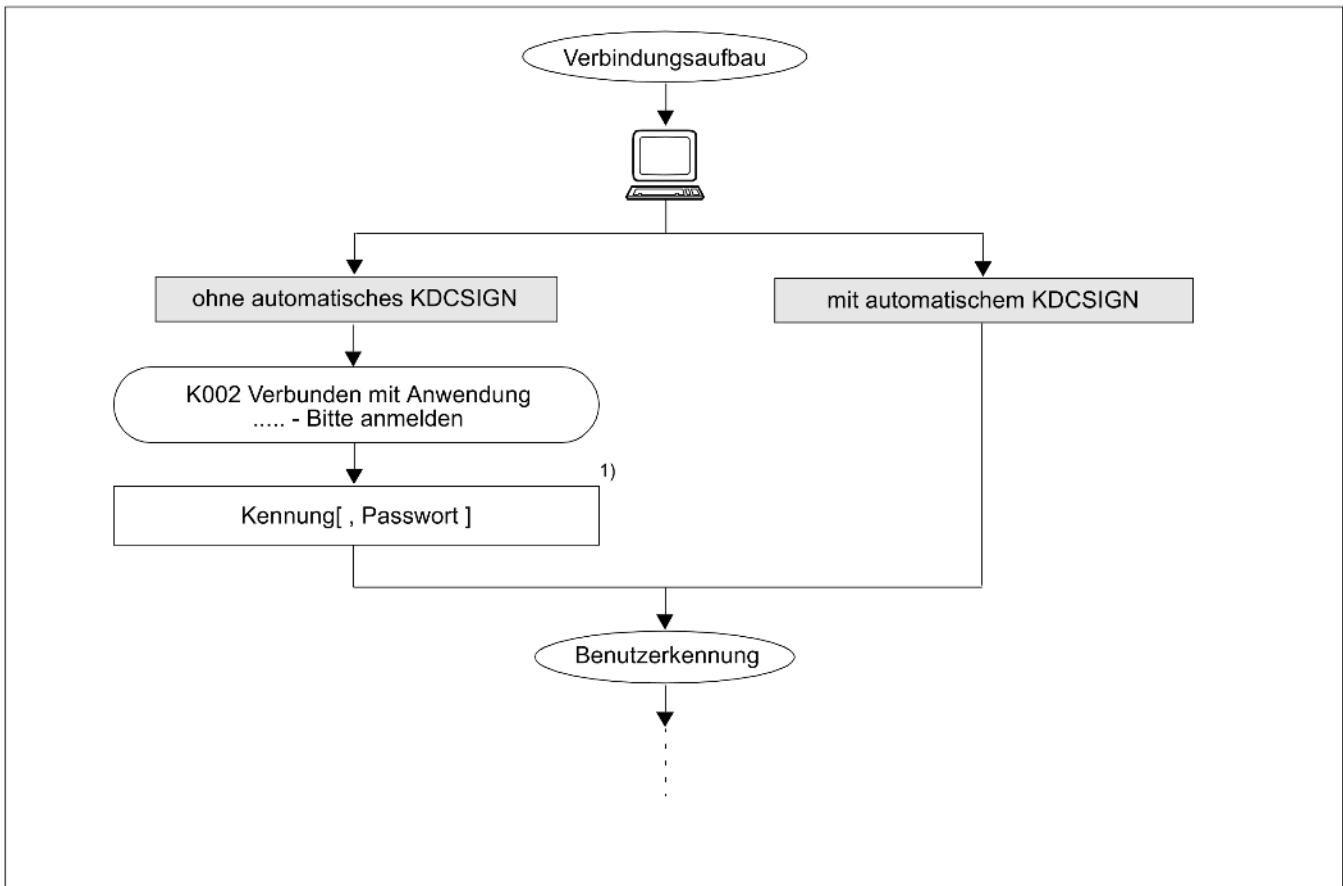 Verbindungsaufbau
ohne automatisches KDCSIGN
mit automatischem KDCSIGN
K002 Verbunden mit Anwendung
..... - Bitte anmelden
1)
Kennung[ , Passwort ]
Benutzerkennung